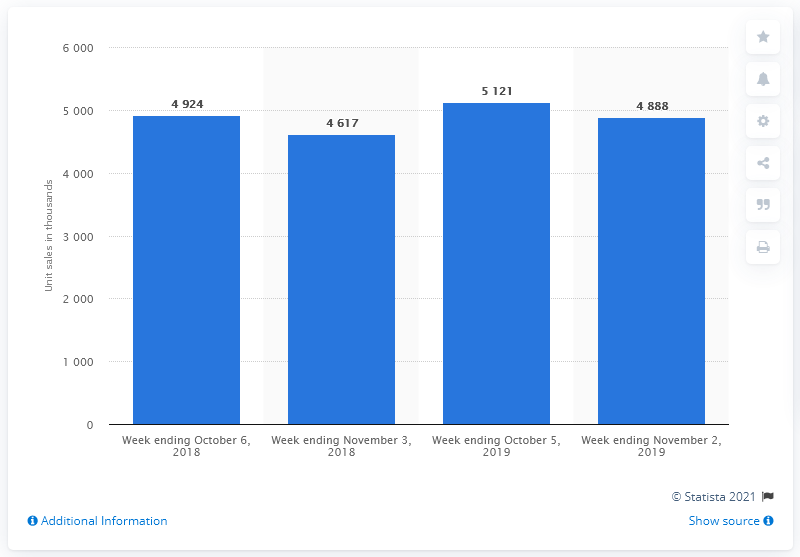 6 000
5 000
4 000
3 000
2 000
1 000
0
Unit sales in thousands
4 924
4 617
5 121
4 888
Week ending October 6,
2018
Week ending November 3,
2018
Week ending October 5,
2019
Week ending November 2,
2019
© Statista 2021
Additional Information
Show source